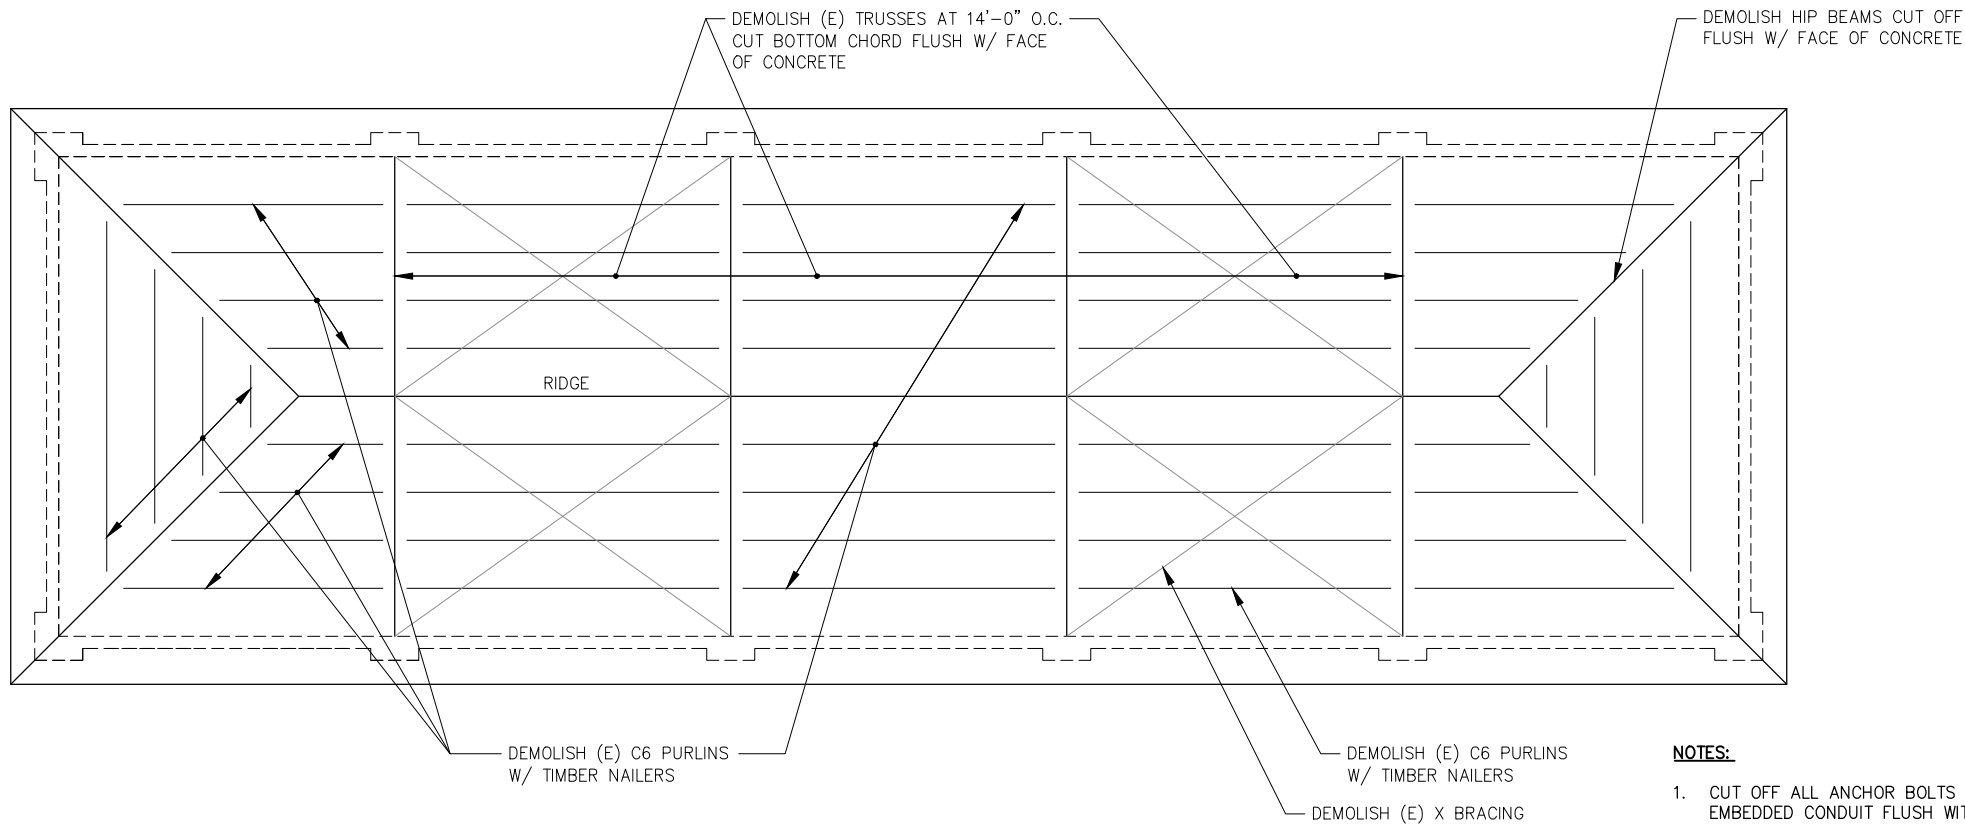 DEMOLISH (E) TRUSSES AT 14'-0" O.C.
CUT BOTTOM CHORD FLUSH W/ FACE
OF CONCRETE
DEMOLISH HIP BEAMS CUT OFF
FLUSH W/ FACE OF CONCRETE
RIDGE
DEMOLISH (E) C6 PURLINS
W/ TIMBER NAILERS
DEMOLISH (E) C6 PURLINS
W/ TIMBER NAILERS
DEMOLISH (E) X BRACING
NOTES:
1. CUT OFF ALL ANCHOR BOLTS
EMBEDDED CONDUIT FLUSH